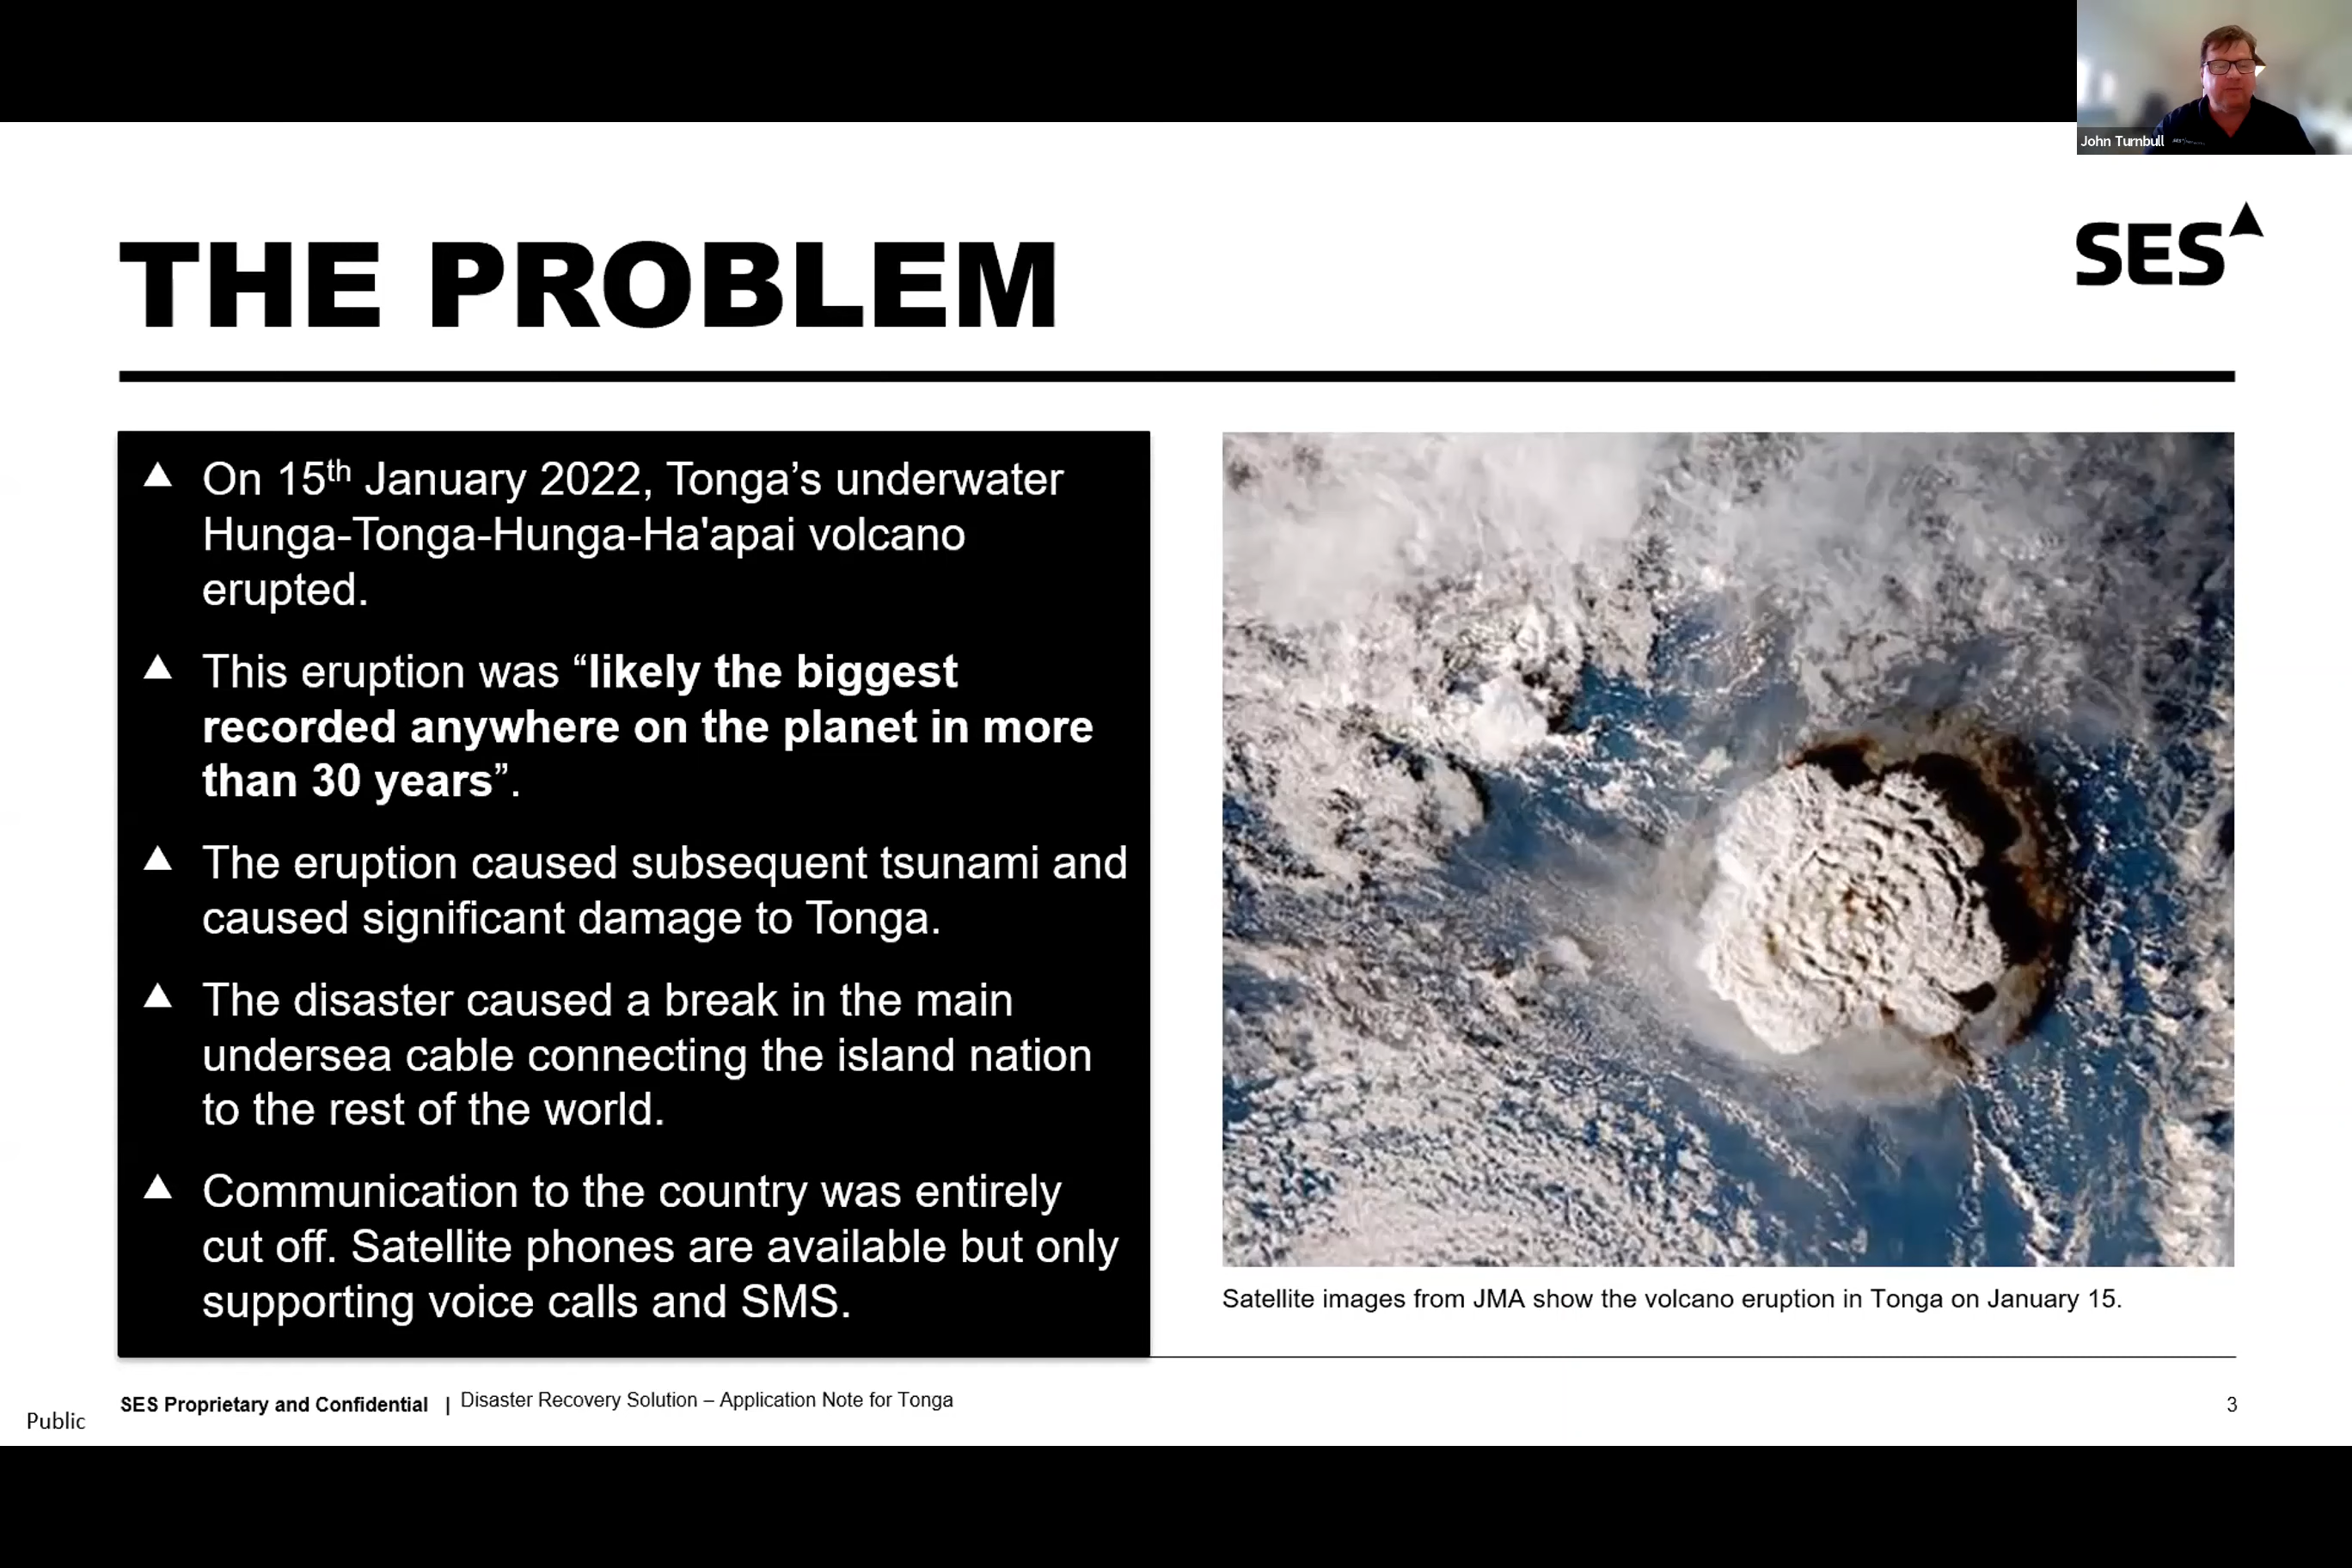 John Turnbull
SES
THE PROBLEM
On 15th January 2022, Tonga’s underwater
Hunga-Tonga-Hunga-Ha'apai volcano
erupted.
This eruption was “likely the biggest
recorded anywhere on the planet in more
than 30 years”.
The eruption caused subsequent tsunami and
caused significant damage to Tonga.
The disaster caused a break in the main
undersea cable connecting the island nation
to the rest of the world.
Communication to the country was entirely
cut off. Satellite phones are available but only
supporting voice calls and SMS.
Satellite images from JMA show the volcano eruption in Tonga on January 15.
SES Proprietary and Confidential | Disaster Recovery Solution – Application Note for Tonga
3
Public